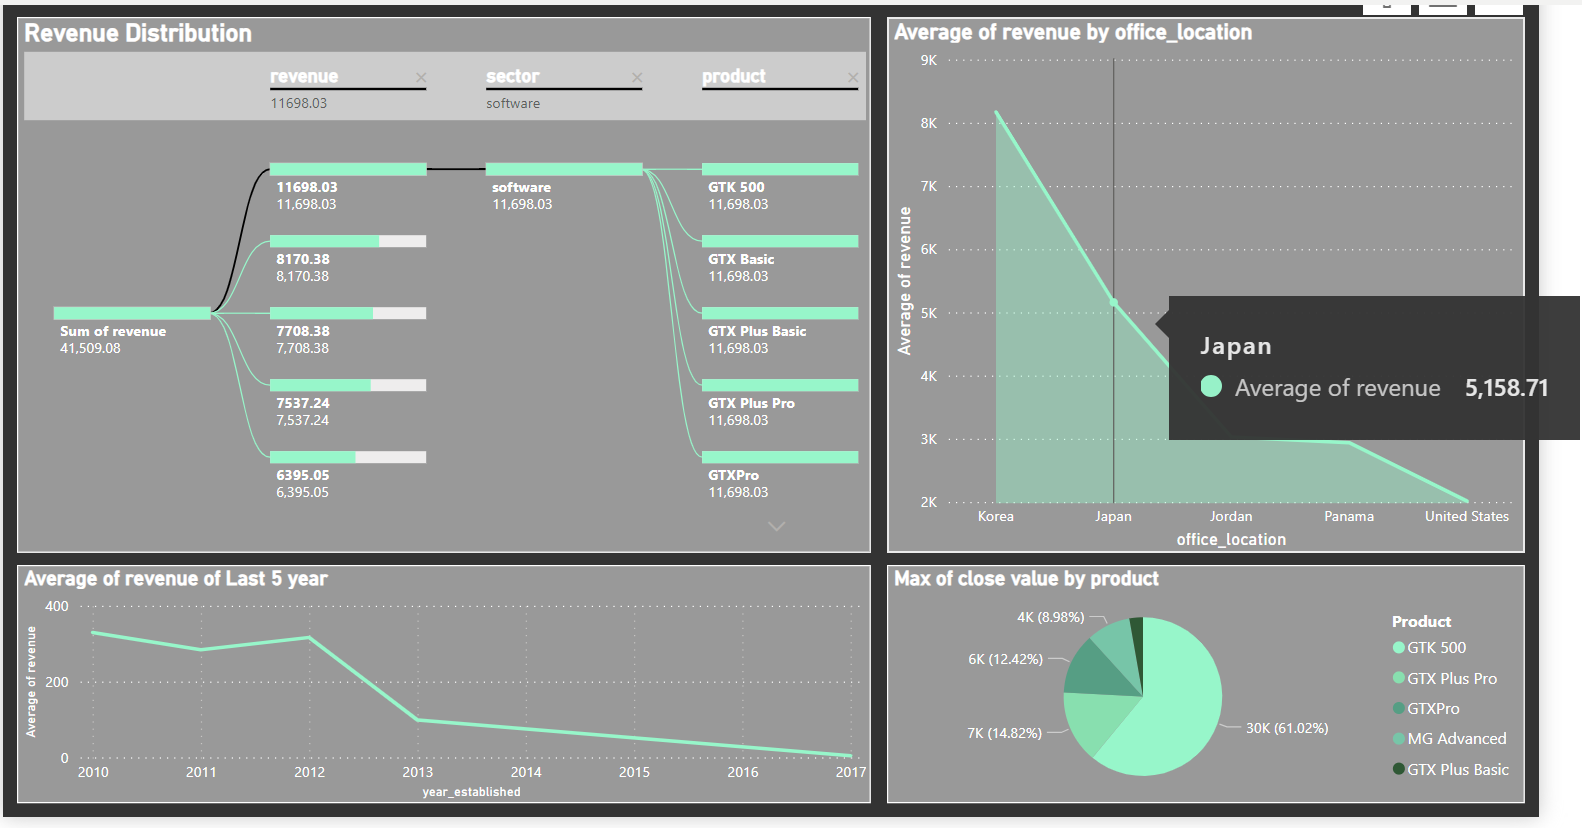 Revenue Distribution
revenue × sector × product ×
11698.03 software
11698.03
11,698.03
software
11,698.03
GTK 500
11,698.03
8170.38
8,170.38
GTX Basic
11,698.03
Sum of revenue
41,509.08
7708.38
7,708.38
GTX Plus Basic
11,698.03
7537.24
7,537.24
GTX Plus Pro
11,698.03
6395.05
6,395.05
GTXPro
11,698.03
Average of revenue by office_location
Average of revenue
9K
8K
7K
6K
5K
4K
3K
2K
Japan
Average of revenue 5,158.71
Korea Japan Jordan Panama United States
office_location
Average of revenue of Last 5 year
Average of revenue
400
200
0
2010 2011 2012 2013 2014 2015 2016 2017
year_established
Max of close value by product
4K (8.98%)
6K (12.42%)
7K (14.82%)
30K (61.02%)
Product
GTK 500
GTX Plus Pro
GTXPro
MG Advanced
GTX Plus Basic